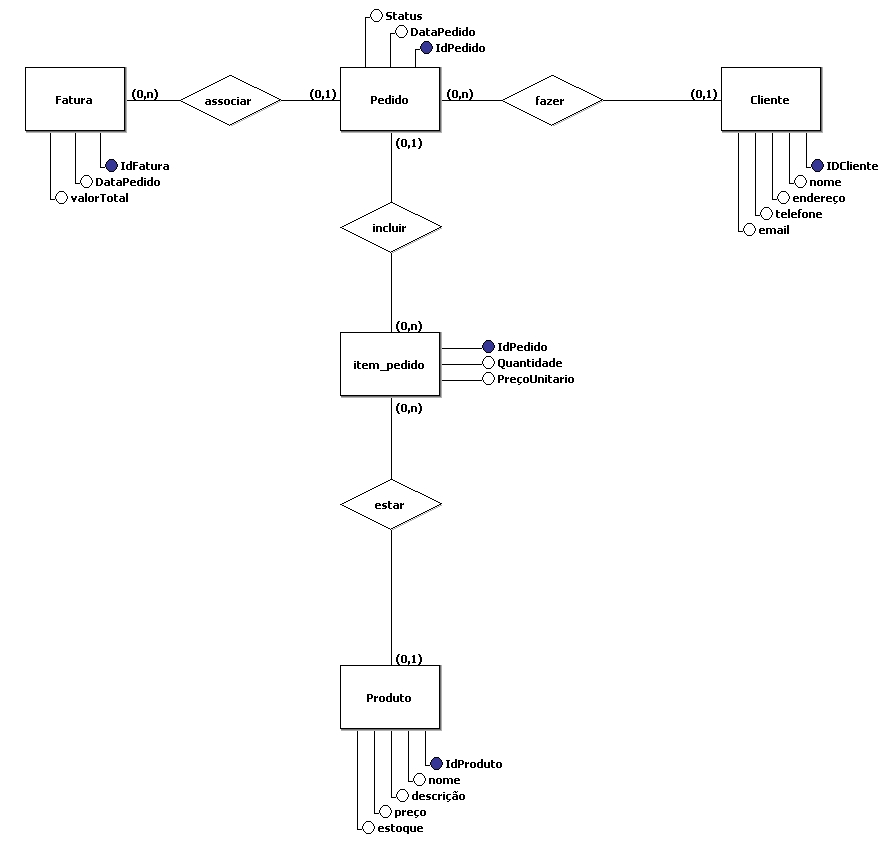 Status
DataPedido
IdPedido
Fatura
(0,n)
associar
(0,1)
Pedido
(0,n)
fazer
(0,1)
Cliente
(0,1)
IdFatura
DataPedido
valorTotal
IDCliente
nome
endereço
telefone
email
incluir
(0,n)
item_pedido
IdPedido
Quantidade
PreçoUnitario
(0,n)
estar
(0,1)
Produto
IdProduto
nome
descrição
preço
estoque